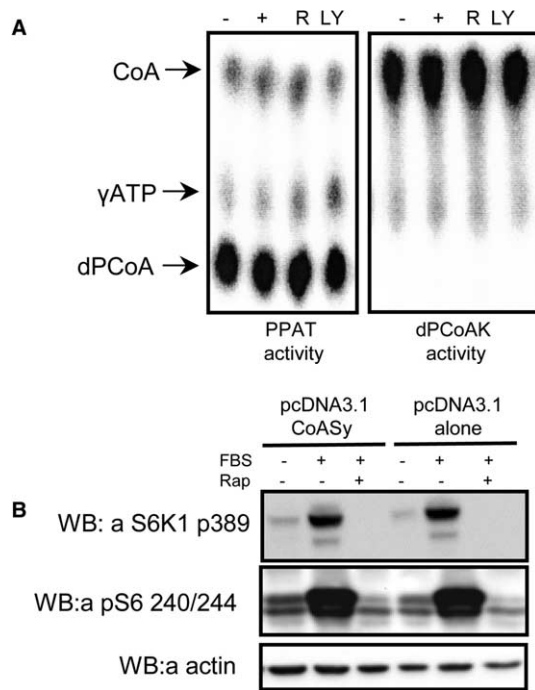 A
- + R LY - + R LY
CoA
γATP
dPCoA
PPAT activity
dPCoAK activity
pcDNA3.1 CoASy
pcDNA3.1 alone
FBS - + + - + +
Rap - - + - - +
B
WB: a S6K1 p389
WB:a pS6 240/244
WB:a actin